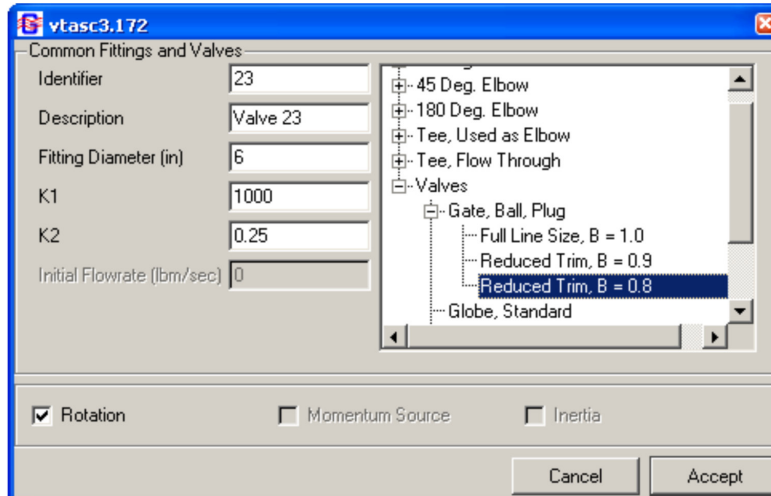 vtasc3.172
Common Fittings and Valves
Identifier 23
Description Valve 23
Fitting Diameter (in) 6
K1 1000
K2 0.25
Initial Flowrate (lbm/sec) 0
45 Deg. Elbow
180 Deg. Elbow
Tee, Used as Elbow
Tee, Flow Through
Valves
Gate, Ball, Plug
Full Line Size, B = 1.0
Reduced Trim, B = 0.9
Reduced Trim, B = 0.8
Globe, Standard
Rotation Momentum Source Inertia
Cancel Accept